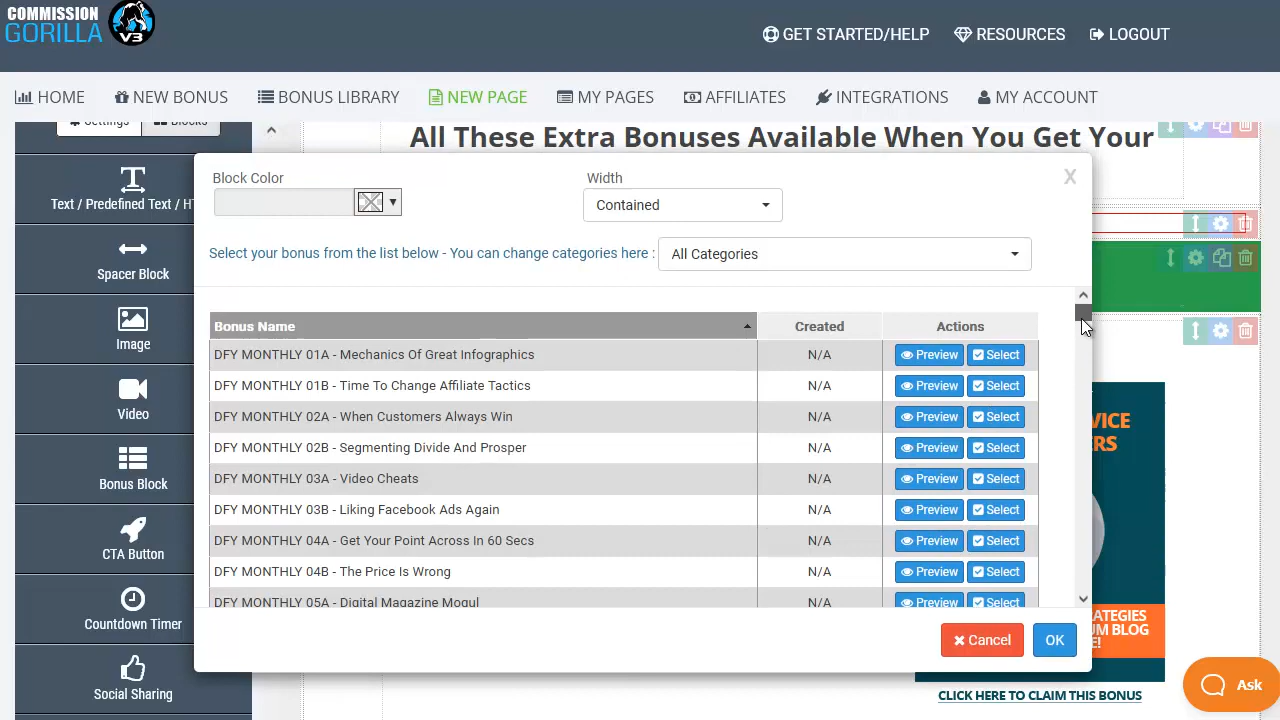 COMMISSION
GORILLA
V3
GET STARTED/HELP
RESOURCES
LOGOUT
HOME
NEW BONUS
BONUS LIBRARY
NEW PAGE
MY PAGES
AFFILIATES
INTEGRATIONS
MY ACCOUNT
Settings
Blocks
All These Extra Bonuses Available When You Get Your
Text / Predefined Text / H
Spacer Block
Image
Video
Bonus Block
CTA Button
Countdown Timer
Social Sharing
Block Color
Width
X
Contained
Select your bonus from the list below - You can change categories here :
All Categories
Bonus Name Created Actions
DFY MONTHLY 01A - Mechanics Of Great Infographics N/A Preview Select
DFY MONTHLY 01B - Time To Change Affiliate Tactics N/A Preview Select
DFY MONTHLY 02A - When Customers Always Win N/A Preview Select
DFY MONTHLY 02B - Segmenting Divide And Prosper N/A Preview Select
DFY MONTHLY 03A - Video Cheats N/A Preview Select
DFY MONTHLY 03B - Liking Facebook Ads Again N/A Preview Select
DFY MONTHLY 04A - Get Your Point Across In 60 Secs N/A Preview Select
DFY MONTHLY 04B - The Price Is Wrong N/A Preview Select
DFY MONTHLY 05A - Digital Magazine Mogul N/A Preview Select
Cancel
OK
VICE
ERS
ATEGIES
UM BLOG
E!
CLICK HERE TO CLAIM THIS BONUS
Ask